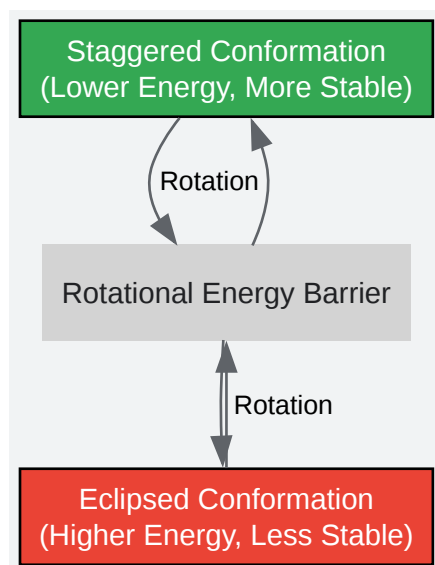 Staggered Conformation
(Lower Energy, More Stable)
Rotation
Rotational Energy Barrier
Rotation
Eclipsed Conformation
(Higher Energy, Less Stable)